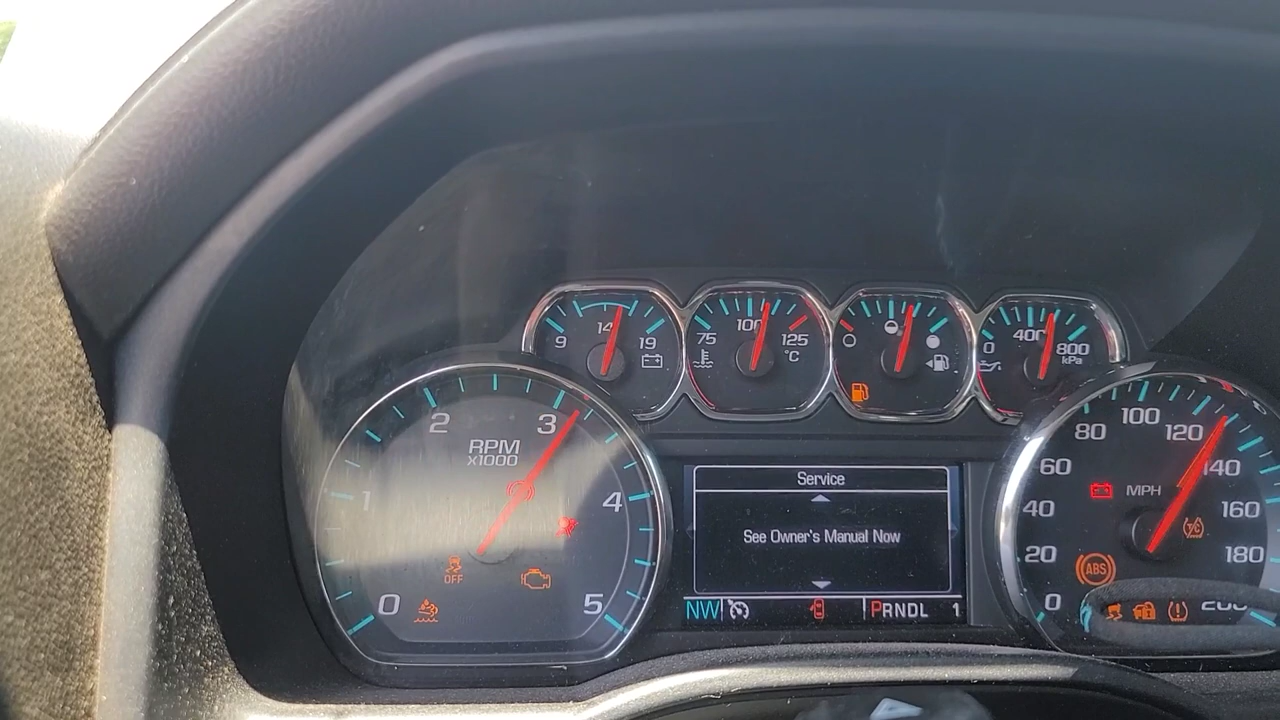 14
9
19
100
75
125
°C
400
0
800
kPa
2
3
RPM
x1000
1
4
OFF
0
5
Service
See Owner's Manual Now
NW
PRNDL 1
100
80
120
60
140
MPH
40
160
T/C
20
180
ABS
0
200